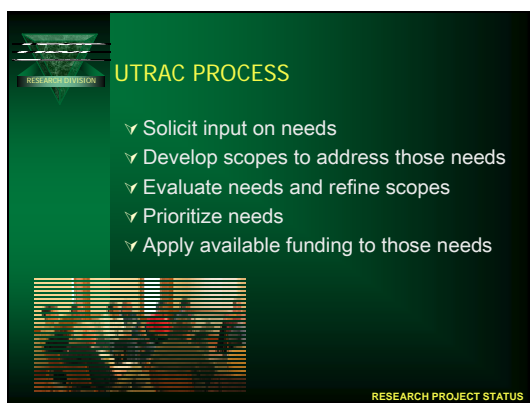 RESEARCH DIVISION
UTRAC PROCESS
Solicit input on needs
Develop scopes to address those needs
Evaluate needs and refine scopes
Prioritize needs
Apply available funding to those needs
RESEARCH PROJECT STATUS